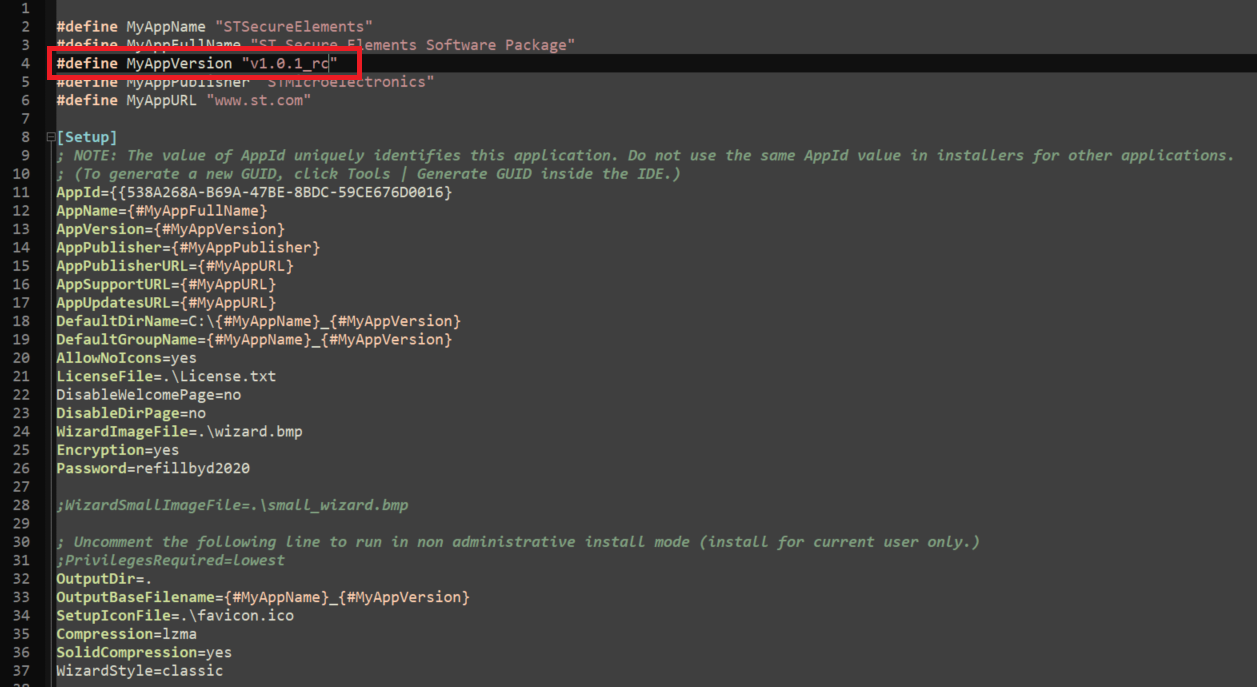 1
2 #define MyAppName "STSecureElements"
3 #define MyAppFullName "ST Secure Elements Software Package"
4 #define MyAppVersion "v1.0.1_rc"
5 #define MyAppPublisher "STMicroelectronics"
6 #define MyAppURL "www.st.com"
7
8 [Setup]
9 ; NOTE: The value of AppId uniquely identifies this application. Do not use the same AppId value in installers for other applications.
10 ; (To generate a new GUID, click Tools | Generate GUID inside the IDE.)
11 AppId={{538A268A-B69A-47BE-8BDC-59CE676D0016}
12 AppName={#MyAppFullName}
13 AppVersion={#MyAppVersion}
14 AppPublisher={#MyAppPublisher}
15 AppPublisherURL={#MyAppURL}
16 AppSupportURL={#MyAppURL}
17 AppUpdatesURL={#MyAppURL}
18 DefaultDirName=C:\{#MyAppName}_{#MyAppVersion}
19 DefaultGroupName={#MyAppName}_{#MyAppVersion}
20 AllowNoIcons=yes
21 LicenseFile=.\License.txt
22 DisableWelcomePage=no
23 DisableDirPage=no
24 WizardImageFile=.\wizard.bmp
25 Encryption=yes
26 Password=refillbyd2020
27
28 ;WizardSmallImageFile=.\small_wizard.bmp
29
30 ; Uncomment the following line to run in non administrative install mode (install for current user only.)
31 ;PrivilegesRequired=lowest
32 OutputDir=.
33 OutputBaseFilename={#MyAppName}_{#MyAppVersion}
34 SetupIconFile=.\favicon.ico
35 Compression=lzma
36 SolidCompression=yes
37 WizardStyle=classic